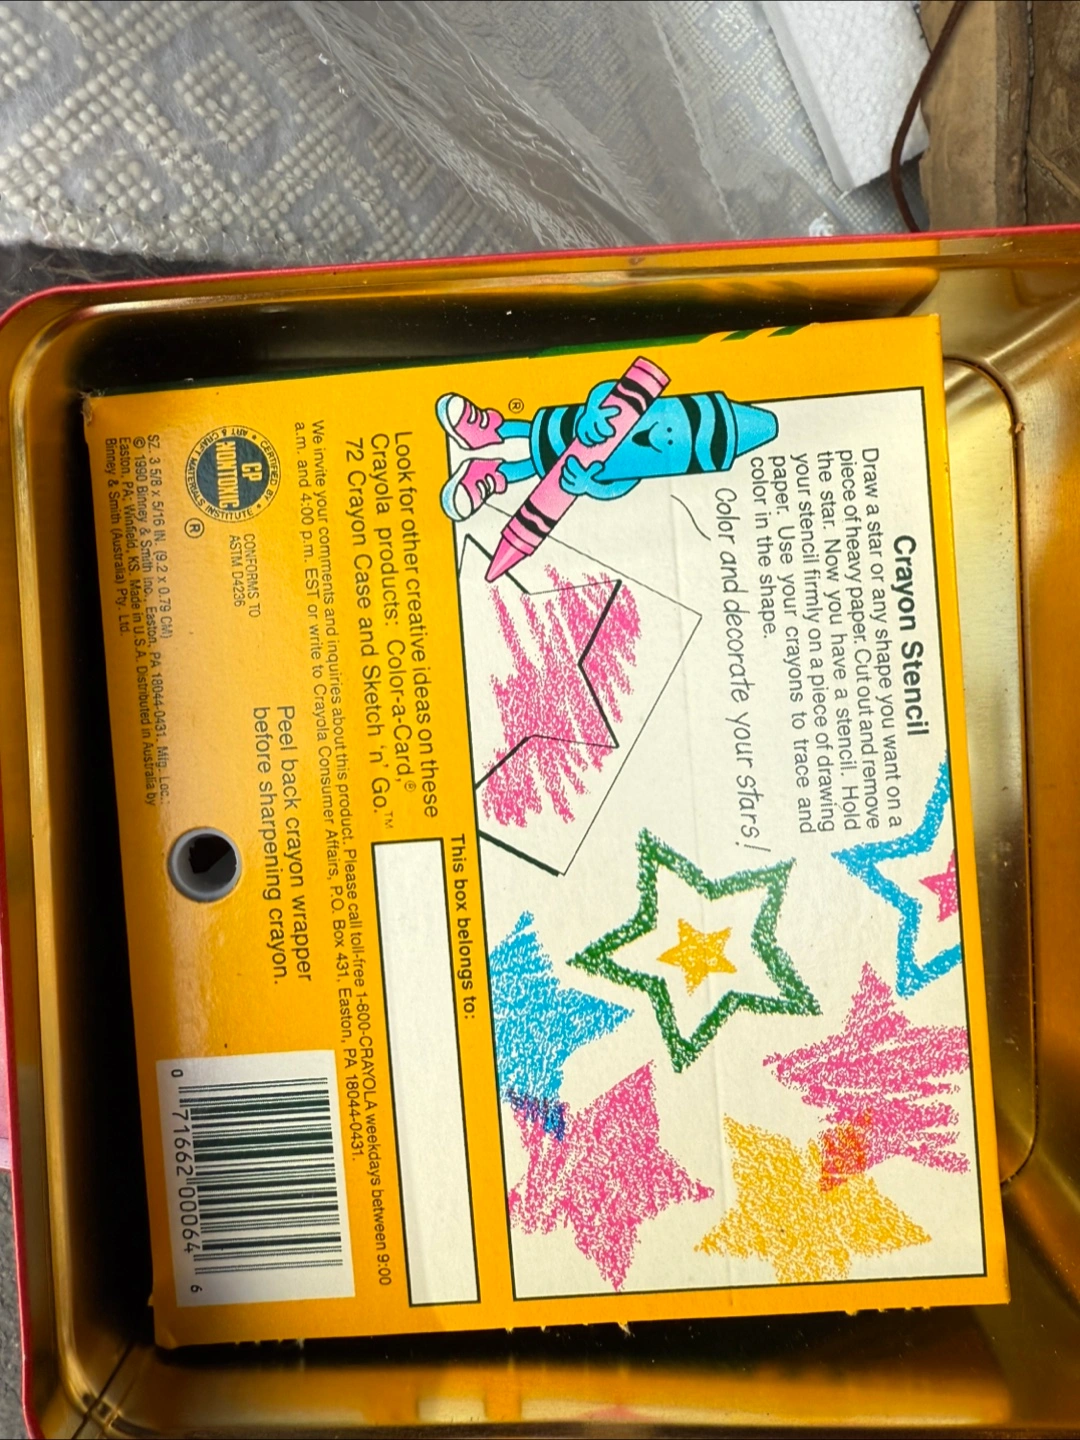 Crayon Stencil
Draw a star or any shape you want on a
piece of heavy paper. Cut out and remove
the star. Now you have a stencil. Hold
your stencil firmly on a piece of drawing
paper. Use your crayons to trace and
color in the shape.
Color and decorate your stars!
®
Look for other creative ideas on these
Crayola products: Color-a-Card,®
72 Crayon Case and Sketch 'n' Go.™
This box belongs to:
We invite your comments and inquiries about this product. Please call toll-free 1-800-CRAYOLA weekdays between 9:00
a.m. and 4:00 p.m. EST or write to Crayola Consumer Affairs, P.O. Box 431, Easton, PA 18044-0431.
CERTIFIED BY • ART & CRAFT MATERIALS INSTITUTE •
CP
NONTOXIC
®
CONFORMS TO
ASTM D4236
Peel back crayon wrapper
before sharpening crayon.
SZ. 3 5/8 x 5/16 IN. (9.2 x 0.79 CM)
© 1990 Binney & Smith Inc., Easton, PA 18044-0431. Mfg. Loc.:
Easton, PA; Winfield, KS. Made in U.S.A. Distributed in Australia by
Binney & Smith (Australia) Pty. Ltd.
0 71662 00064 6